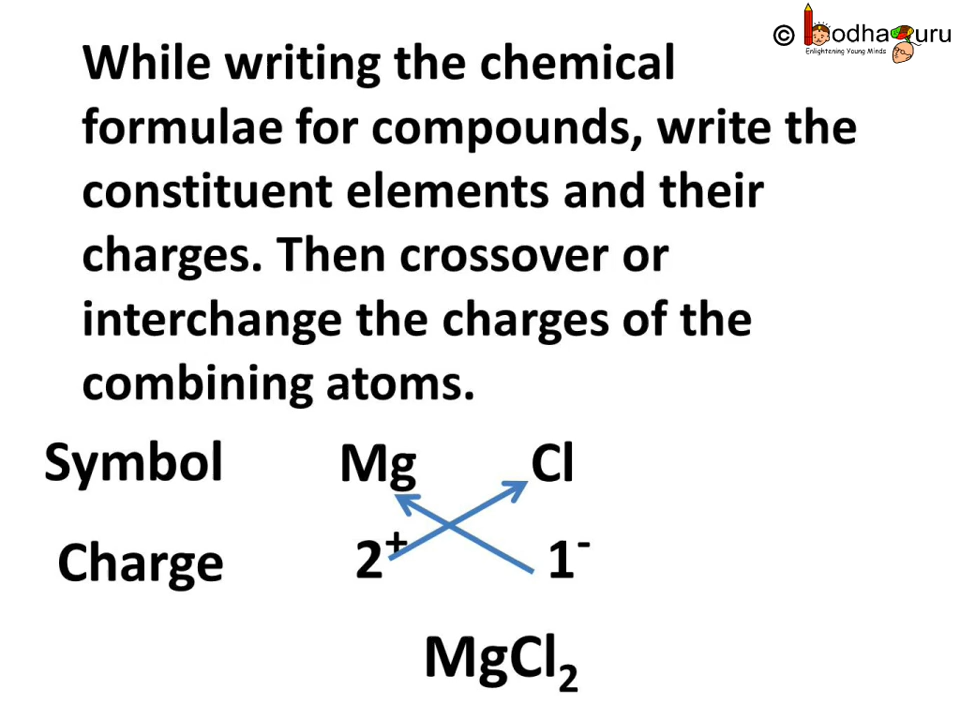 © BodhaGuru
Enlightening Young Minds
While writing the chemical
formulae for compounds, write the
constituent elements and their
charges. Then crossover or
interchange the charges of the
combining atoms.
Symbol Mg Cl
Charge 2⁺ 1⁻
MgCl₂